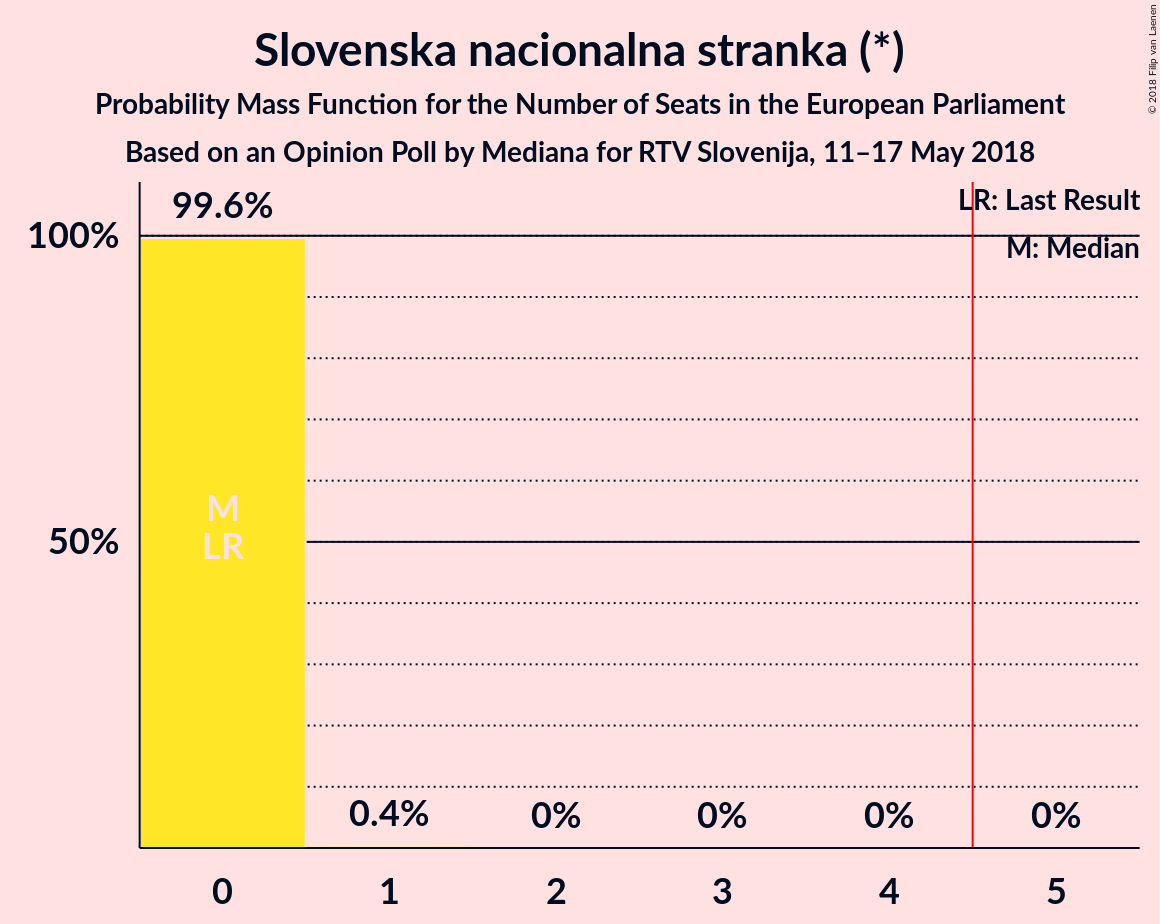 Slovenska nacionalna stranka (*)
Probability Mass Function for the Number of Seats in the European Parliament
Based on an Opinion Poll by Mediana for RTV Slovenija, 11–17 May 2018
© 2018 Filip van Laenen
LR: Last Result
M: Median
99.6%
100%
M
LR
50%
0.4%
0%
0%
0%
0%
0
1
2
3
4
5